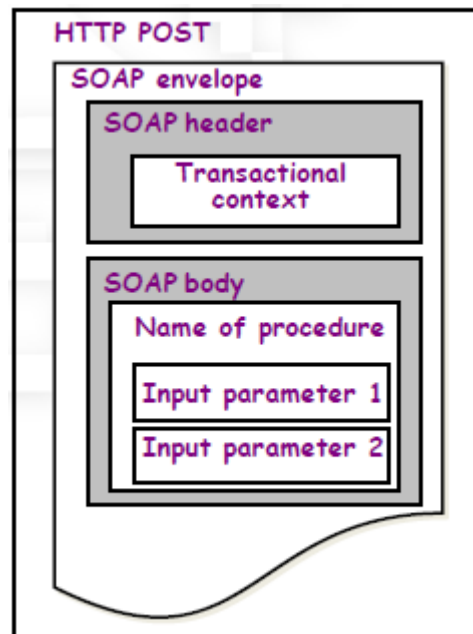 HTTP POST
SOAP envelope
SOAP header
Transactional
context
SOAP body
Name of procedure
Input parameter 1
Input parameter 2